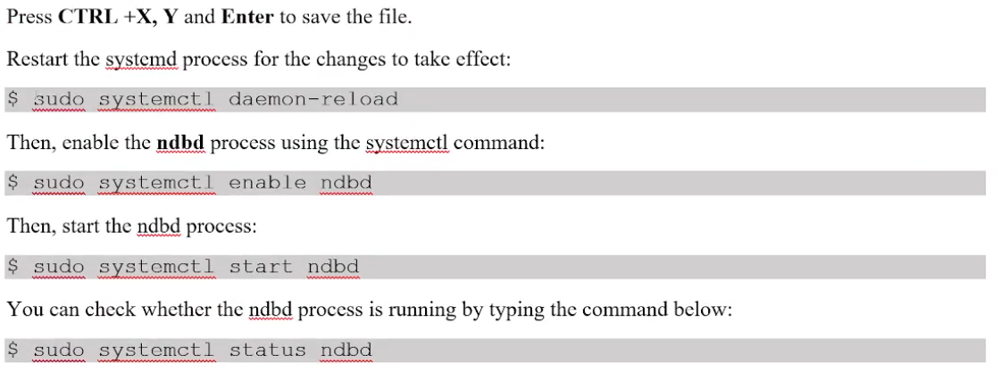 Press CTRL +X, Y and Enter to save the file.
Restart the systemd process for the changes to take effect:
$ sudo systemctl daemon-reload
Then, enable the ndbd process using the systemctl command:
$ sudo systemctl enable ndbd
Then, start the ndbd process:
$ sudo systemctl start ndbd
You can check whether the ndbd process is running by typing the command below:
$ sudo systemctl status ndbd